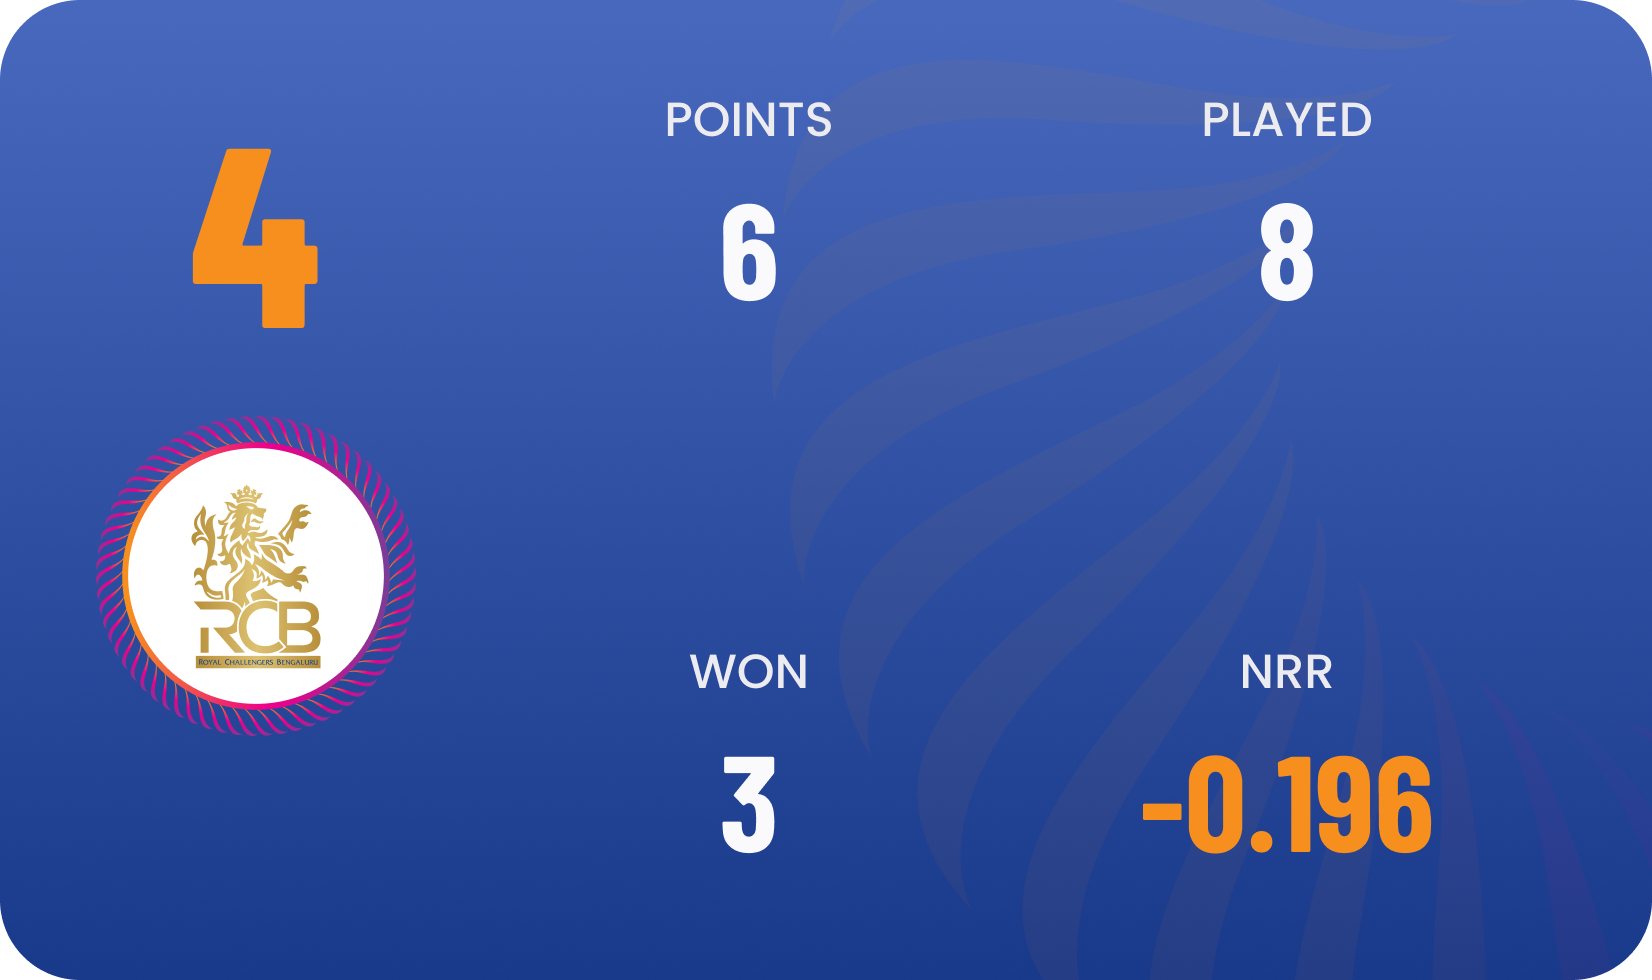 4
POINTS
6
PLAYED
8
RCB
ROYAL CHALLENGERS BENGALURU
WON
3
NRR
-0.196